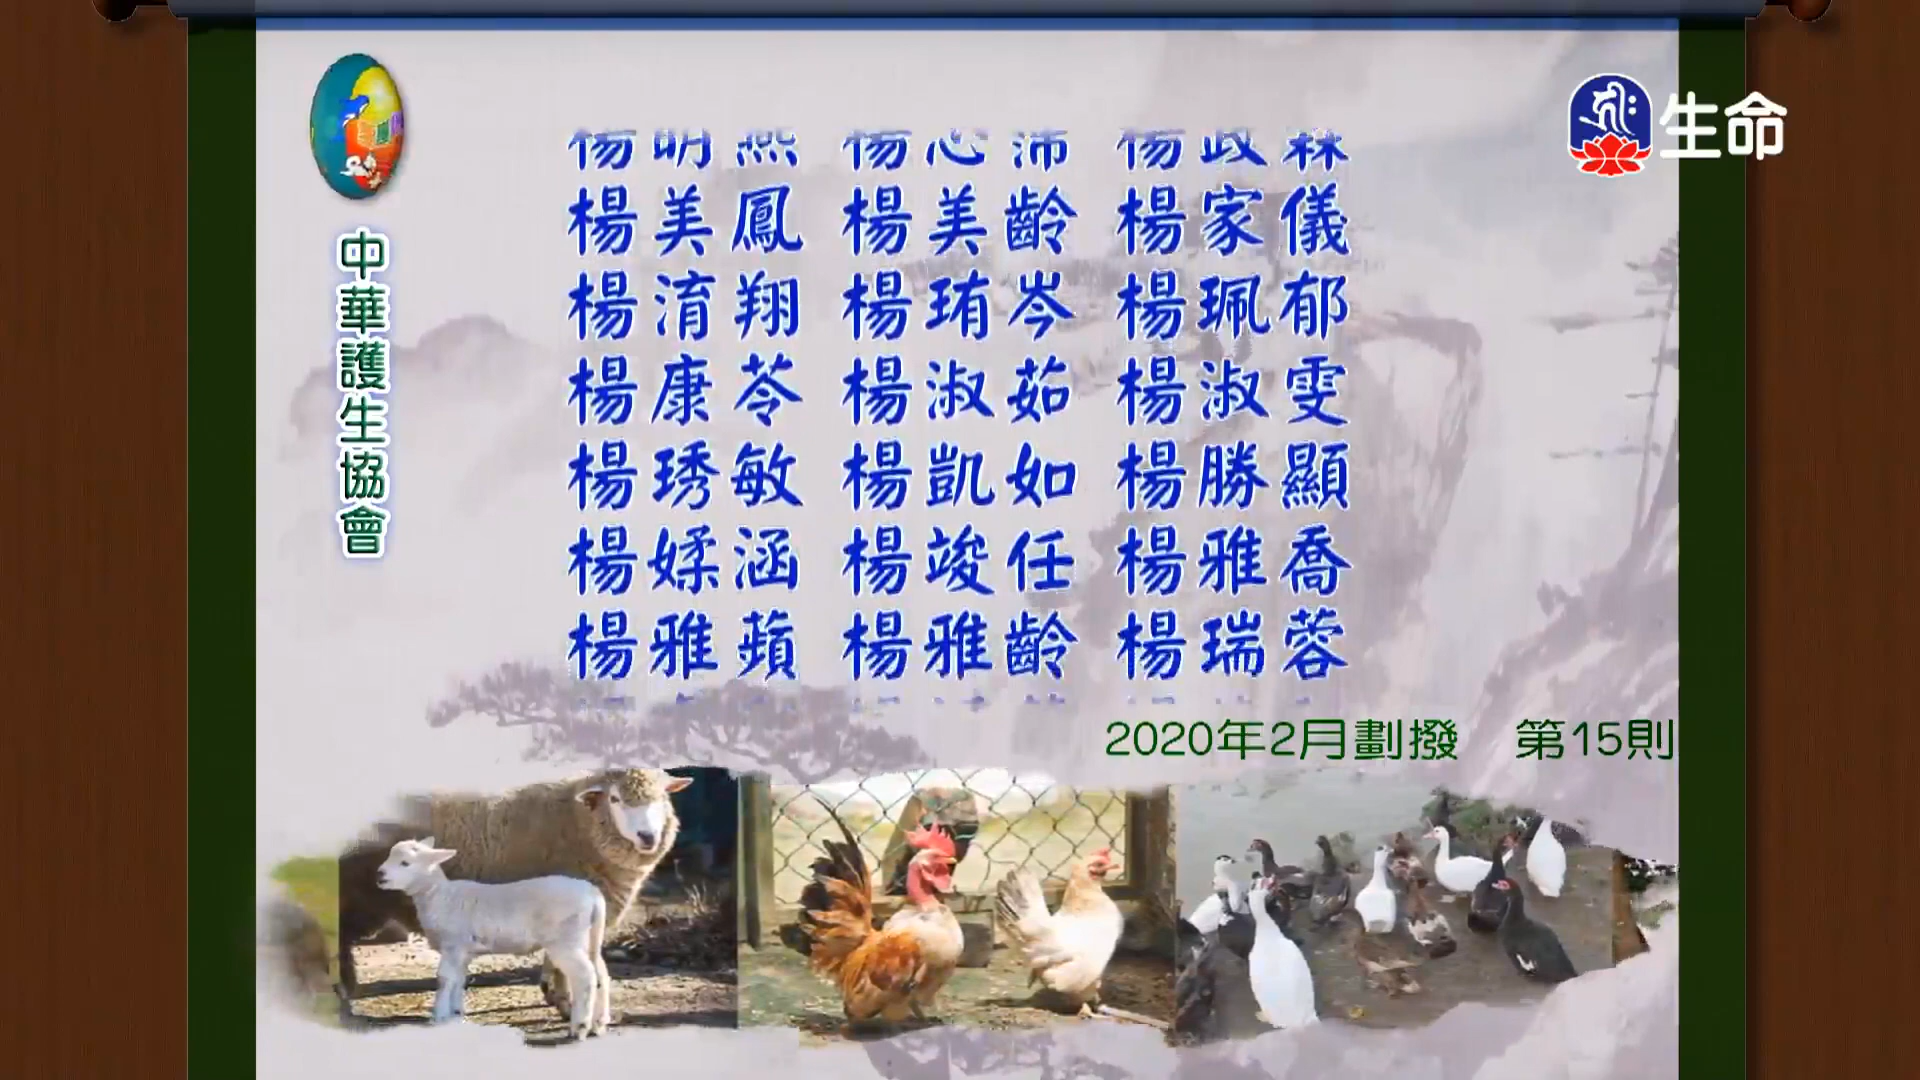 生命
中華護生協會
楊美鳳 楊美齡 楊家儀
楊淯翔 楊珛岑 楊珮郁
楊康苓 楊淑茹 楊淑雯
楊琇敏 楊凱如 楊勝顯
楊媃涵 楊竣任 楊雅喬
楊雅蘋 楊雅齡 楊瑞蓉
2020年2月劃撥 第15則